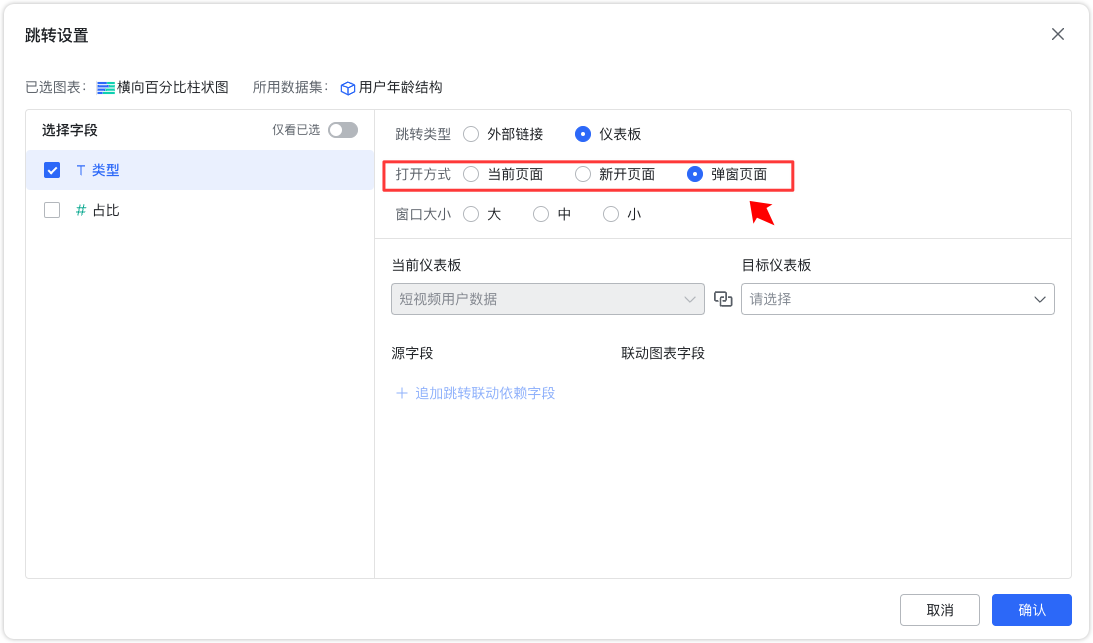 跳转设置
已选图表： 横向百分比柱状图 所用数据集： 用户年龄结构
选择字段 仅看已选
T 类型
# 占比
跳转类型 外部链接 仪表板
打开方式 当前页面 新开页面 弹窗页面
窗口大小 大 中 小
当前仪表板 目标仪表板
短视频用户数据 请选择
源字段 联动图表字段
+ 追加跳转联动依赖字段
取消 确认